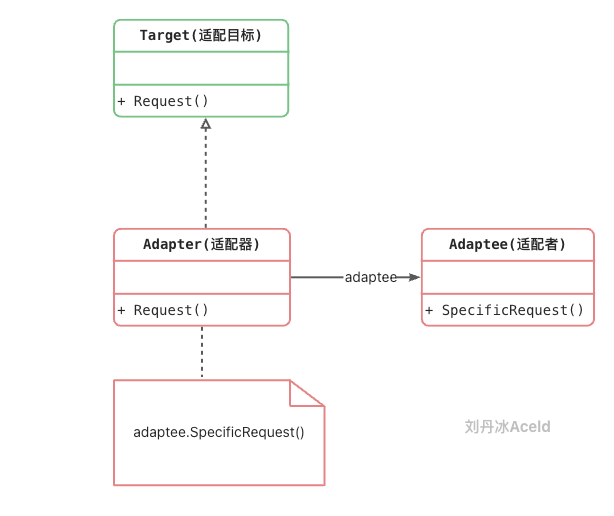 Target(适配目标)
+ Request()
Adapter(适配器)
+ Request()
adaptee
Adaptee(适配者)
+ SpecificRequest()
adaptee.SpecificRequest()
刘丹冰Aceld